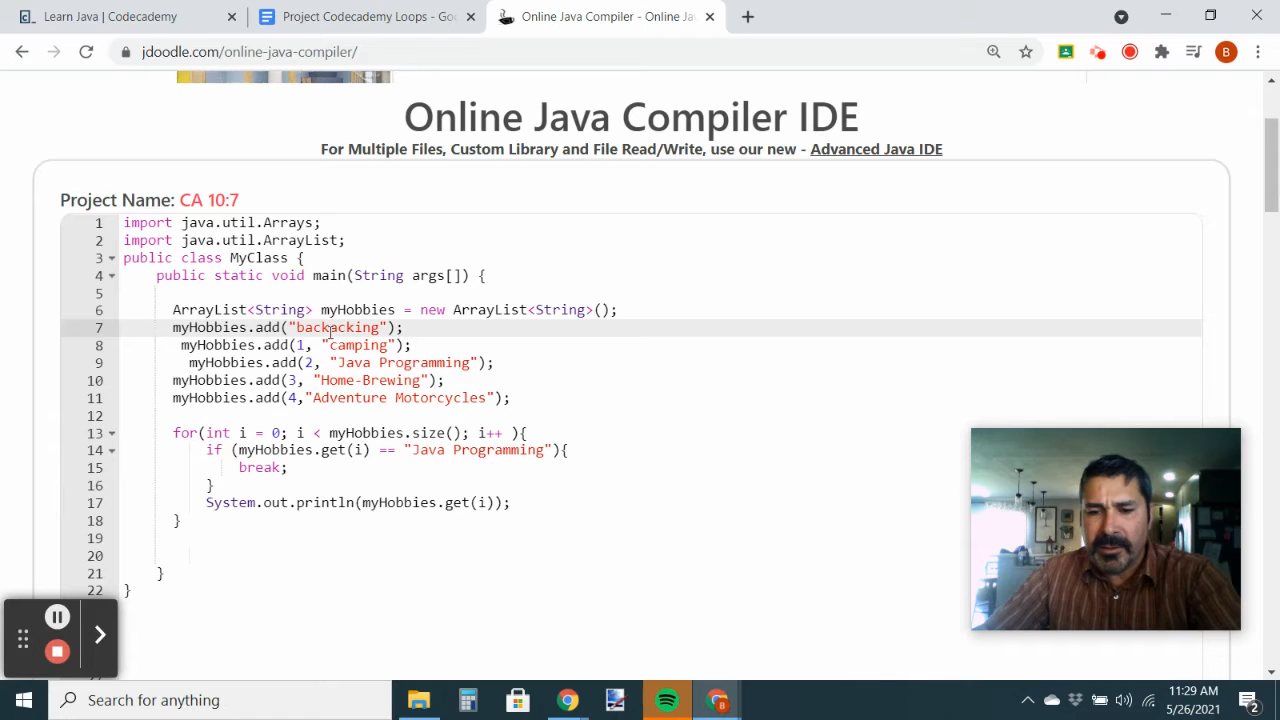 Learn Java | Codecademy
Project Codecademy Loops - Goo
Online Java Compiler - Online Jav
jdoodle.com/online-java-compiler/
B
Online Java Compiler IDE
For Multiple Files, Custom Library and File Read/Write, use our new - Advanced Java IDE
Project Name: CA 10:7
1 import java.util.Arrays;
2 import java.util.ArrayList;
3 public class MyClass {
4 public static void main(String args[]) {
5
6 ArrayList<String> myHobbies = new ArrayList<String>();
7 myHobbies.add("backacking");
8 myHobbies.add(1, "camping");
9 myHobbies.add(2, "Java Programming");
10 myHobbies.add(3, "Home-Brewing");
11 myHobbies.add(4,"Adventure Motorcycles");
12
13 for(int i = 0; i < myHobbies.size(); i++ ){
14 if (myHobbies.get(i) == "Java Programming"){
15 break;
16 }
17 System.out.println(myHobbies.get(i));
18 }
19
20
21 }
22 }
Search for anything
B
11:29 AM
5/26/2021
2